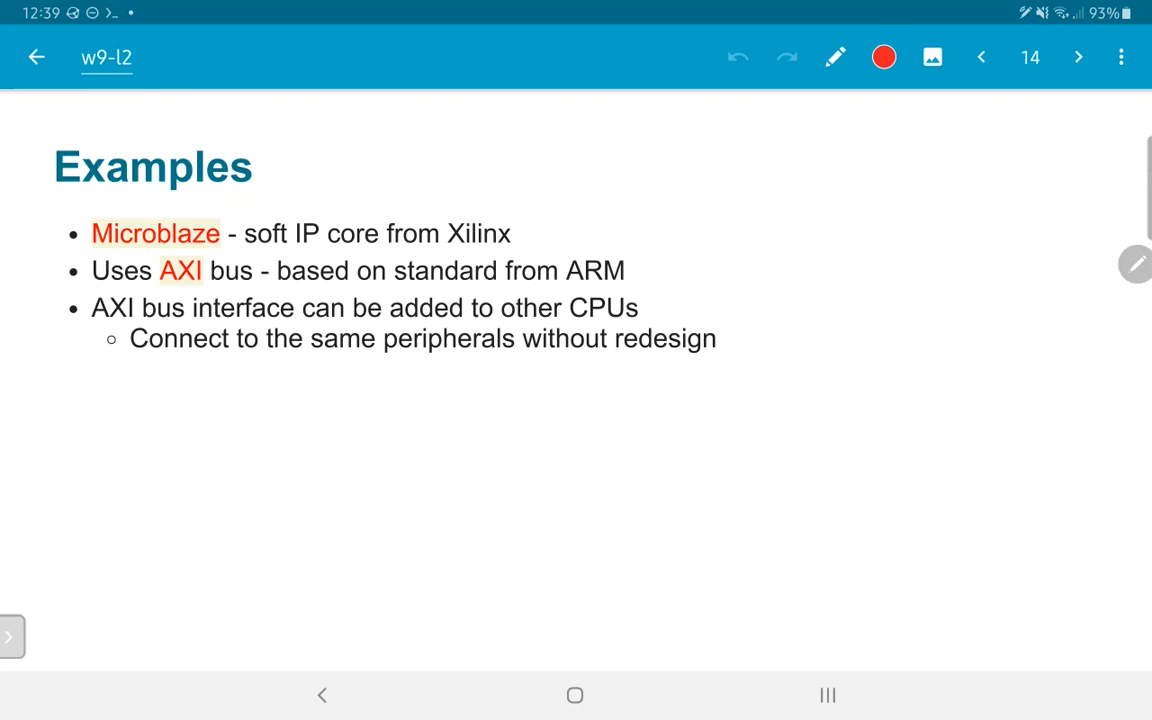 12:39
93%
w9-l2
14
Examples
• Microblaze - soft IP core from Xilinx
• Uses AXI bus - based on standard from ARM
• AXI bus interface can be added to other CPUs
○ Connect to the same peripherals without redesign